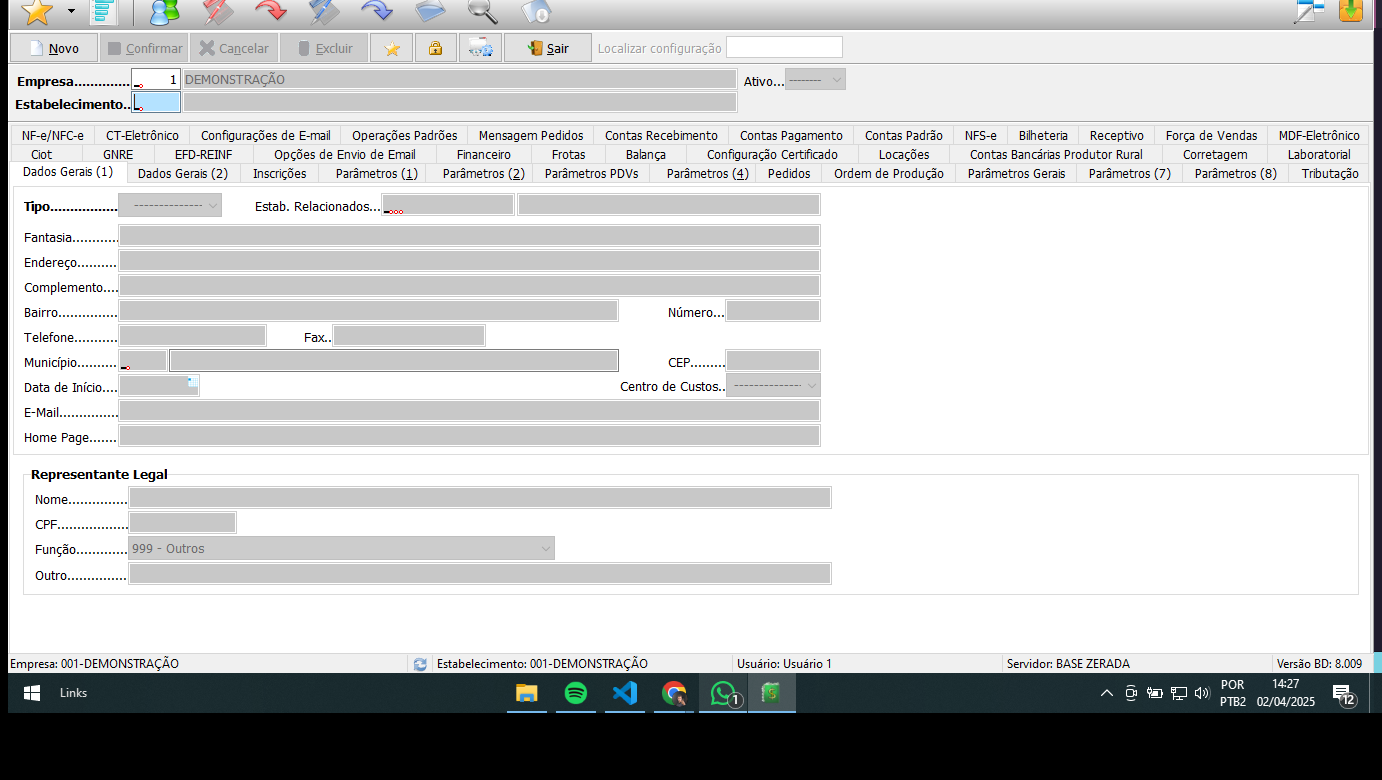 Novo Confirmar Cancelar Excluir Sair Localizar configuração
Empresa.............. 1 DEMONSTRAÇÃO Ativo... --------
Estabelecimento..
NF-e/NFC-e CT-Eletrônico Configurações de E-mail Operações Padrões Mensagem Pedidos Contas Recebimento Contas Pagamento Contas Padrão NFS-e Bilheteria Receptivo Força de Vendas MDF-Eletrônico
Ciot GNRE EFD-REINF Opções de Envio de Email Financeiro Frotas Balança Configuração Certificado Locações Contas Bancárias Produtor Rural Corretagem Laboratorial
Dados Gerais (1) Dados Gerais (2) Inscrições Parâmetros (1) Parâmetros (2) Parâmetros PDVs Parâmetros (4) Pedidos Ordem de Produção Parâmetros Gerais Parâmetros (7) Parâmetros (8) Tributação
Tipo................. --------------- Estab. Relacionados...
Fantasia............
Endereço..........
Complemento....
Bairro............... Número...
Telefone........... Fax..
Município.......... CEP.........
Data de Início.... Centro de Custos.. ---------------
E-Mail...............
Home Page.......
Representante Legal
Nome...............
CPF..................
Função............. 999 - Outros
Outro...............
Empresa: 001-DEMONSTRAÇÃO Estabelecimento: 001-DEMONSTRAÇÃO Usuário: Usuário 1 Servidor: BASE ZERADA Versão BD: 8.009
Links 1 POR 14:27
PTB2 02/04/2025 12